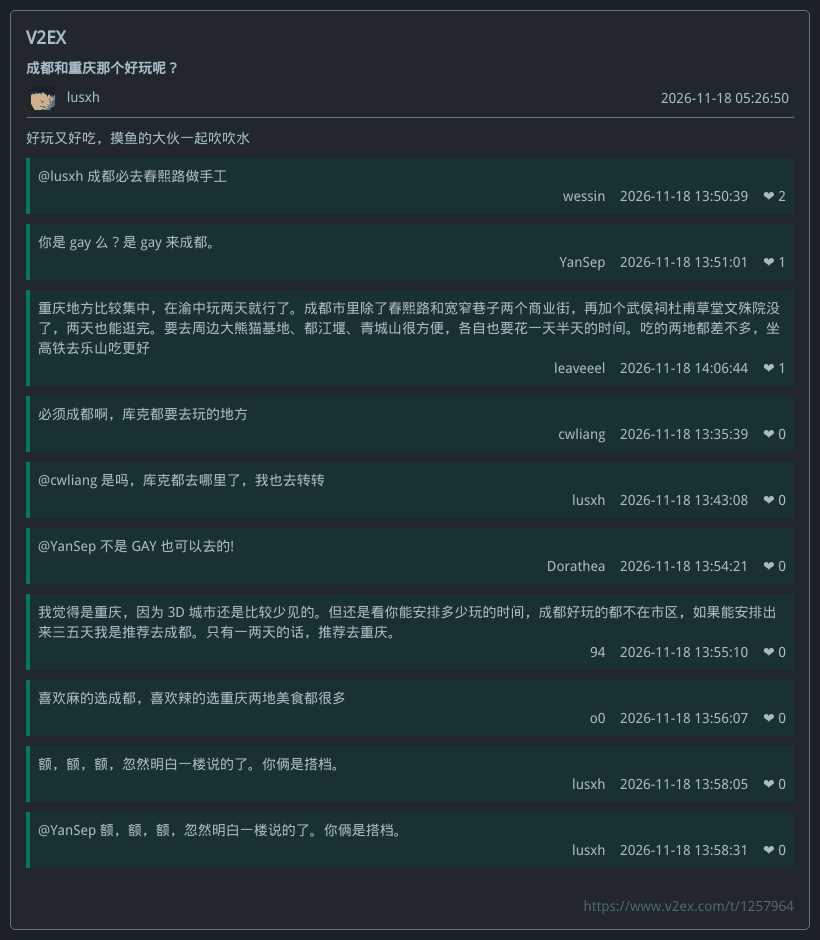 V2EX
成都和重庆那个好玩呢？
lusxh 2026-11-18 05:26:50
好玩又好吃，摸鱼的大伙一起吹吹水
@lusxh 成都必去春熙路做手工
wessin 2026-11-18 13:50:39 ❤ 2
你是 gay 么？是 gay 来成都。
YanSep 2026-11-18 13:51:01 ❤ 1
重庆地方比较集中，在渝中玩两天就行了。成都市里除了春熙路和宽窄巷子两个商业街，再加个武侯祠杜甫草堂文殊院没
了，两天也能逛完。要去周边大熊猫基地、都江堰、青城山很方便，各自也要花一天半天的时间。吃的两地都差不多，坐
高铁去乐山吃更好
leaveeel 2026-11-18 14:06:44 ❤ 1
必须成都啊，库克都要去玩的地方
cwliang 2026-11-18 13:35:39 ❤ 0
@cwliang 是吗，库克都去哪里了，我也去转转
lusxh 2026-11-18 13:43:08 ❤ 0
@YanSep 不是 GAY 也可以去的!
Dorathea 2026-11-18 13:54:21 ❤ 0
我觉得是重庆，因为 3D 城市还是比较少见的。但还是看你能安排多少玩的时间，成都好玩的都不在市区，如果能安排出
来三五天我是推荐去成都。只有一两天的话，推荐去重庆。
94 2026-11-18 13:55:10 ❤ 0
喜欢麻的选成都，喜欢辣的选重庆两地美食都很多
o0 2026-11-18 13:56:07 ❤ 0
额，额，额，忽然明白一楼说的了。你俩是搭档。
lusxh 2026-11-18 13:58:05 ❤ 0
@YanSep 额，额，额，忽然明白一楼说的了。你俩是搭档。
lusxh 2026-11-18 13:58:31 ❤ 0
https://www.v2ex.com/t/1257964